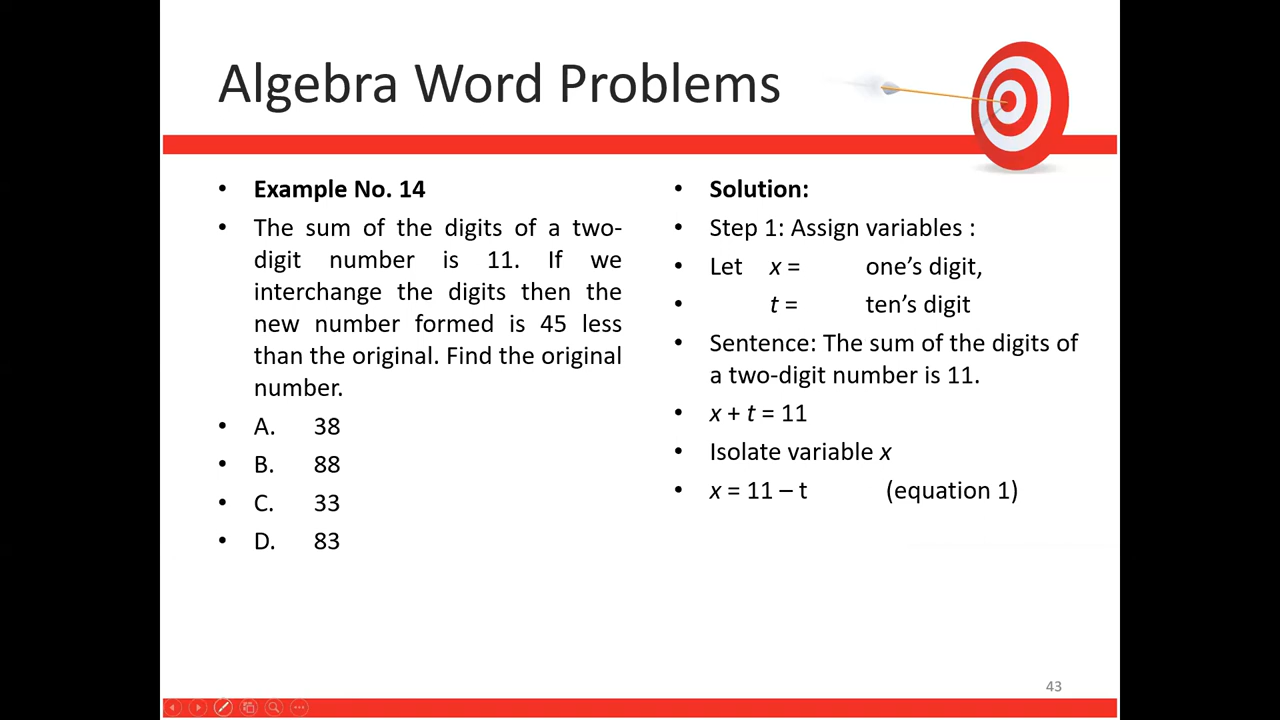 Algebra Word Problems
• Example No. 14
• The sum of the digits of a two-
digit number is 11. If we
interchange the digits then the
new number formed is 45 less
than the original. Find the original
number.
• A. 38
• B. 88
• C. 33
• D. 83
• Solution:
• Step 1: Assign variables :
• Let x = one’s digit,
• t = ten’s digit
• Sentence: The sum of the digits of
a two-digit number is 11.
• x + t = 11
• Isolate variable x
• x = 11 – t (equation 1)
43